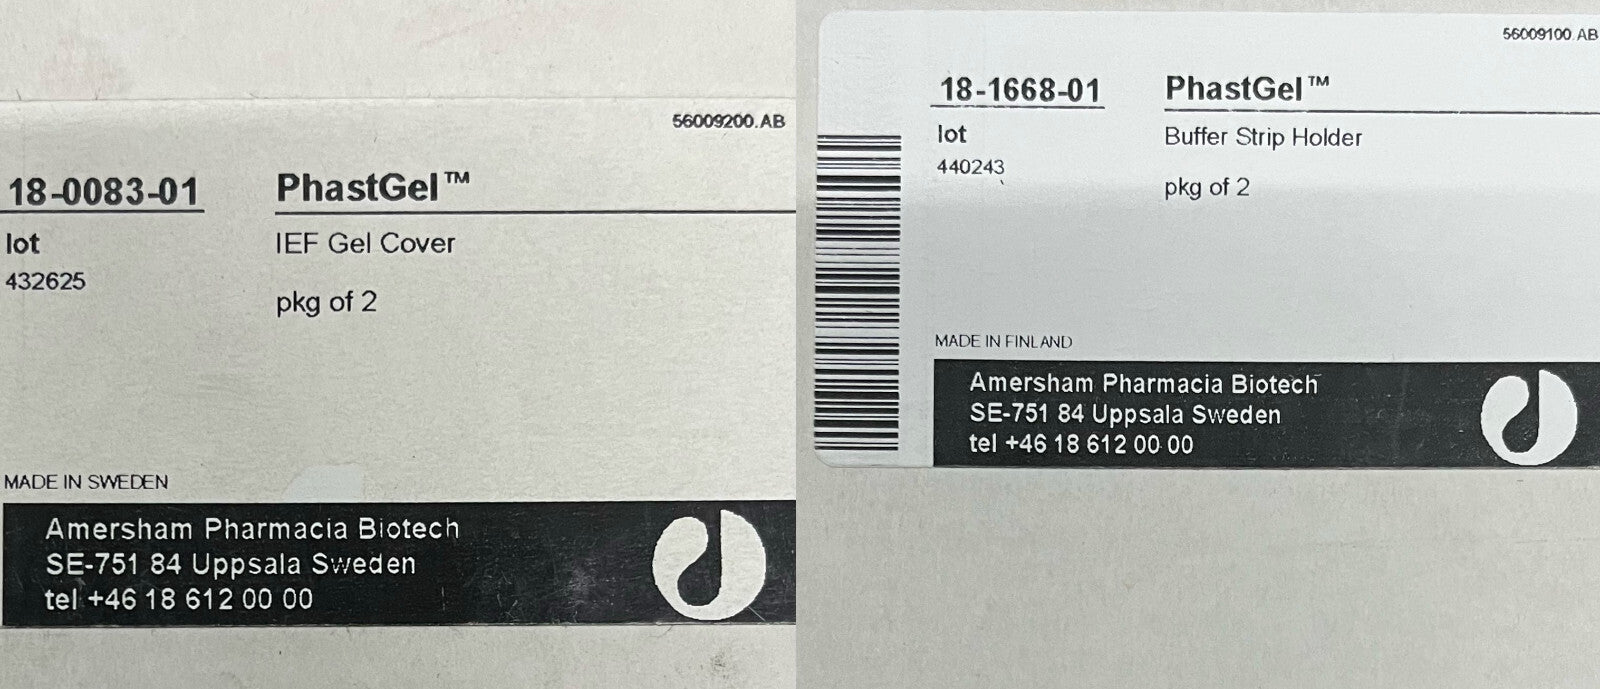 56009200.AB
18-0083-01 PhastGel™
lot IEF Gel Cover
432625
pkg of 2
MADE IN SWEDEN
Amersham Pharmacia Biotech
SE-751 84 Uppsala Sweden
tel +46 18 612 00 00
56009100.AB
18-1668-01 PhastGel™
lot Buffer Strip Holder
440243
pkg of 2
MADE IN FINLAND
Amersham Pharmacia Biotech
SE-751 84 Uppsala Sweden
tel +46 18 612 00 00